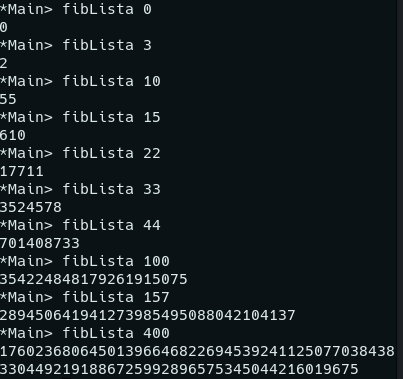 *Main> fibLista 0
0
*Main> fibLista 3
2
*Main> fibLista 10
55
*Main> fibLista 15
610
*Main> fibLista 22
17711
*Main> fibLista 33
3524578
*Main> fibLista 44
701408733
*Main> fibLista 100
354224848179261915075
*Main> fibLista 157
289450641941273985495088042104137
*Main> fibLista 400
17602368064501396646822694539241125077038438
3304492191886725992896575345044216019675